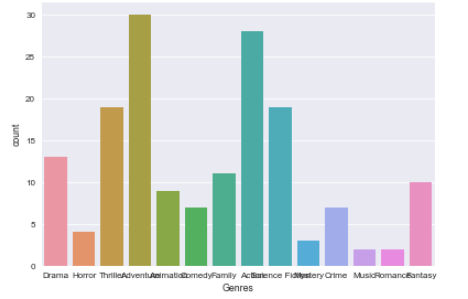 30
25
20
15
10
5
0
count
Drama Horror Thriller Adventure Animation Comedy Family Action Science Fiction Mystery Crime Music Romance Fantasy
Genres